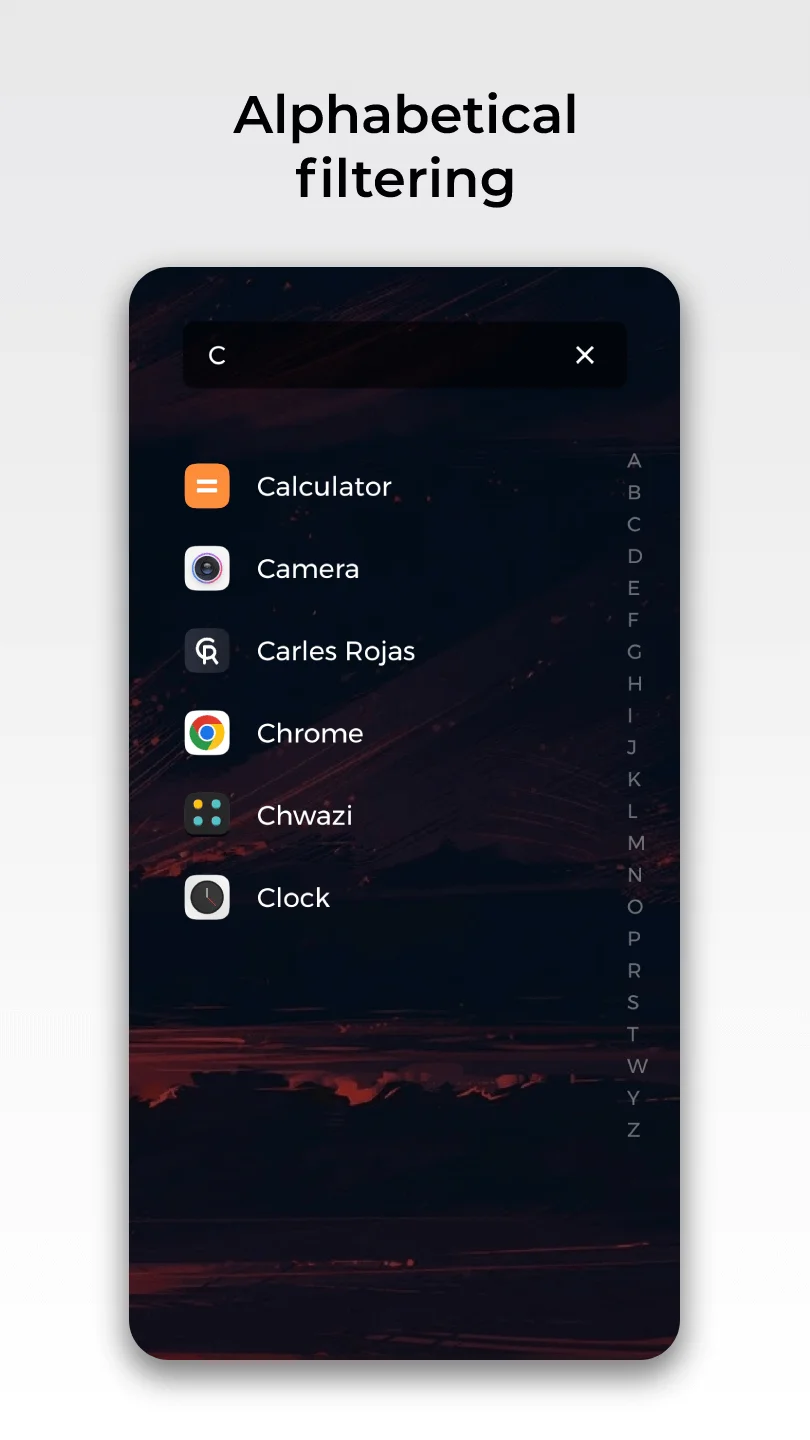 Alphabetical
filtering
C
Calculator
Camera
Carles Rojas
Chrome
Chwazi
Clock
A
B
C
D
E
F
G
H
I
J
K
L
M
N
O
P
R
S
T
W
Y
Z